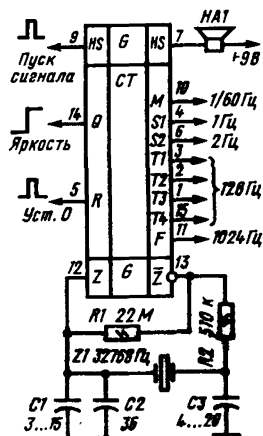 HA1
9 HS G HS 7
+9В
Пуск
сигнала
CT
M 10 1/60Гц
14 Q
S1 4 1Гц
Яркость
S2 6 2Гц
T1 3
T2 2
128Гц
5 R
T3 1
Уст. 0
T4 15
F 11 1024Гц
12 Z G Z 13
R1 22 М
510 к
R2
Z1 32768Гц
C1
3...15
C2
36
C3
4...20